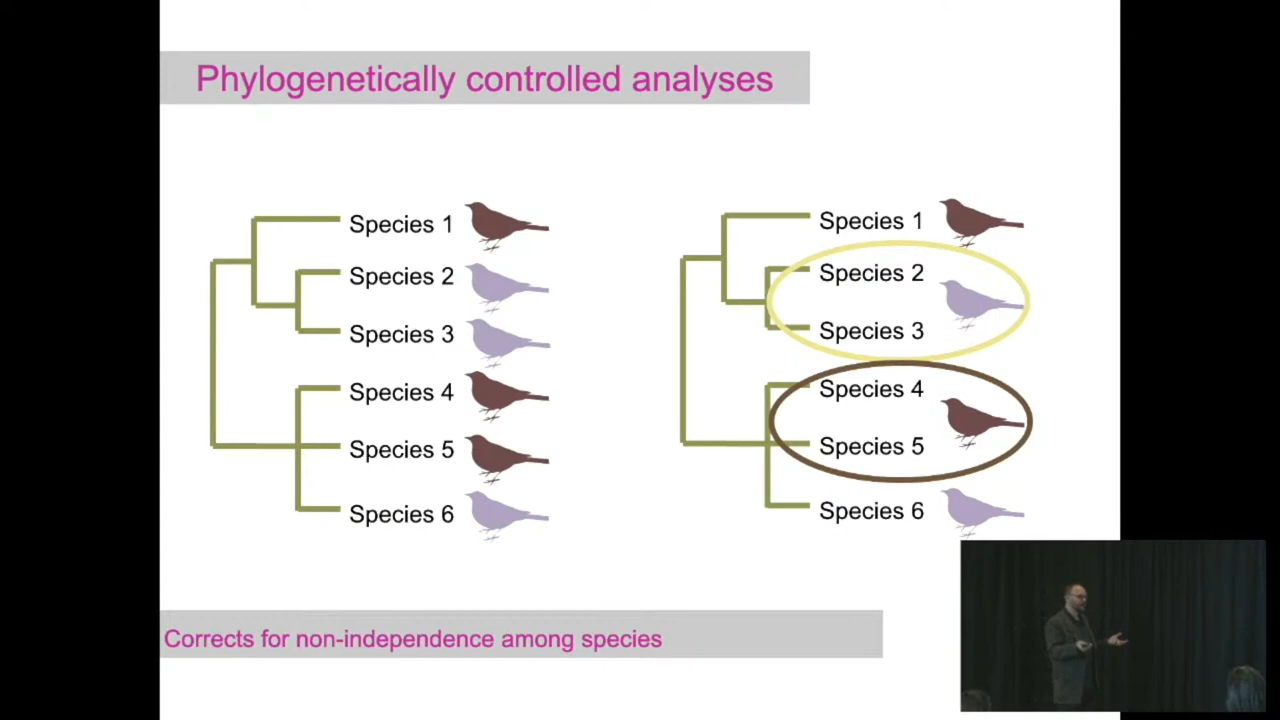 Phylogenetically controlled analyses
Species 1
Species 2
Species 3
Species 4
Species 5
Species 6
Species 1
Species 2
Species 3
Species 4
Species 5
Species 6
Corrects for non-independence among species